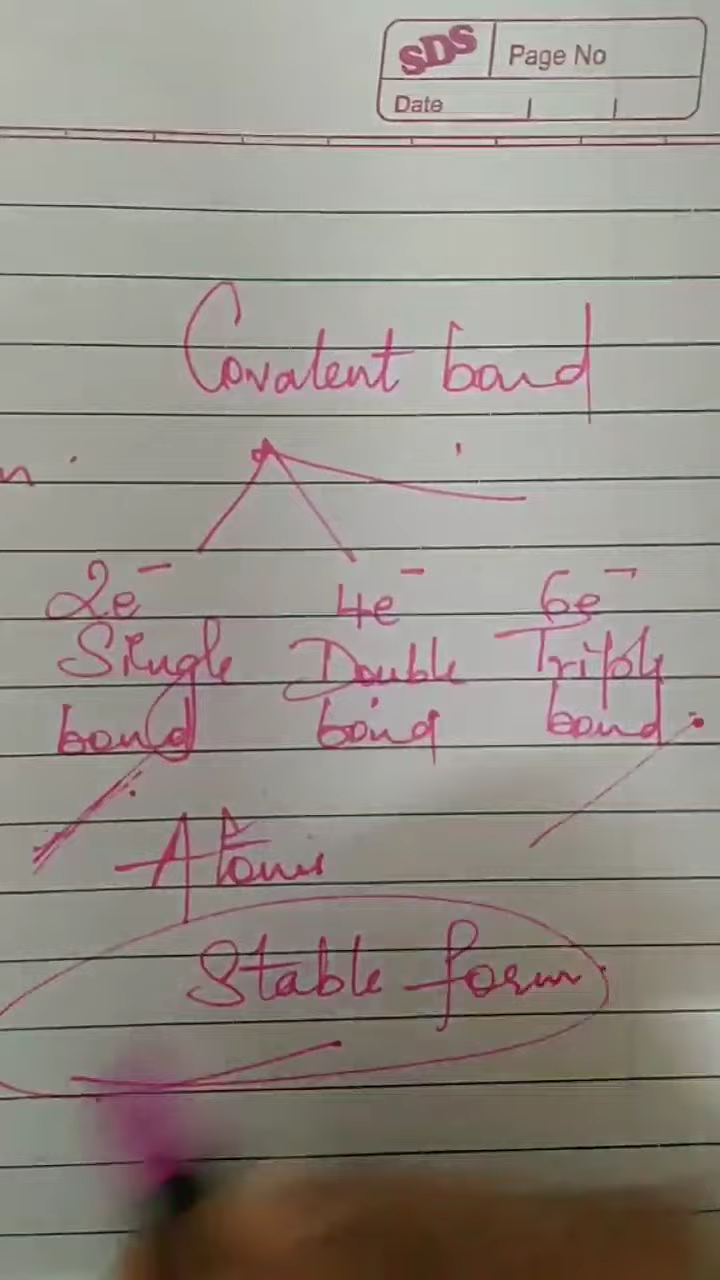 SDS Page No
Date
Covalent bond
n
2e⁻ 4e⁻ 6e⁻
Single Double Triple
bond bond bond
Atoms
Stable form